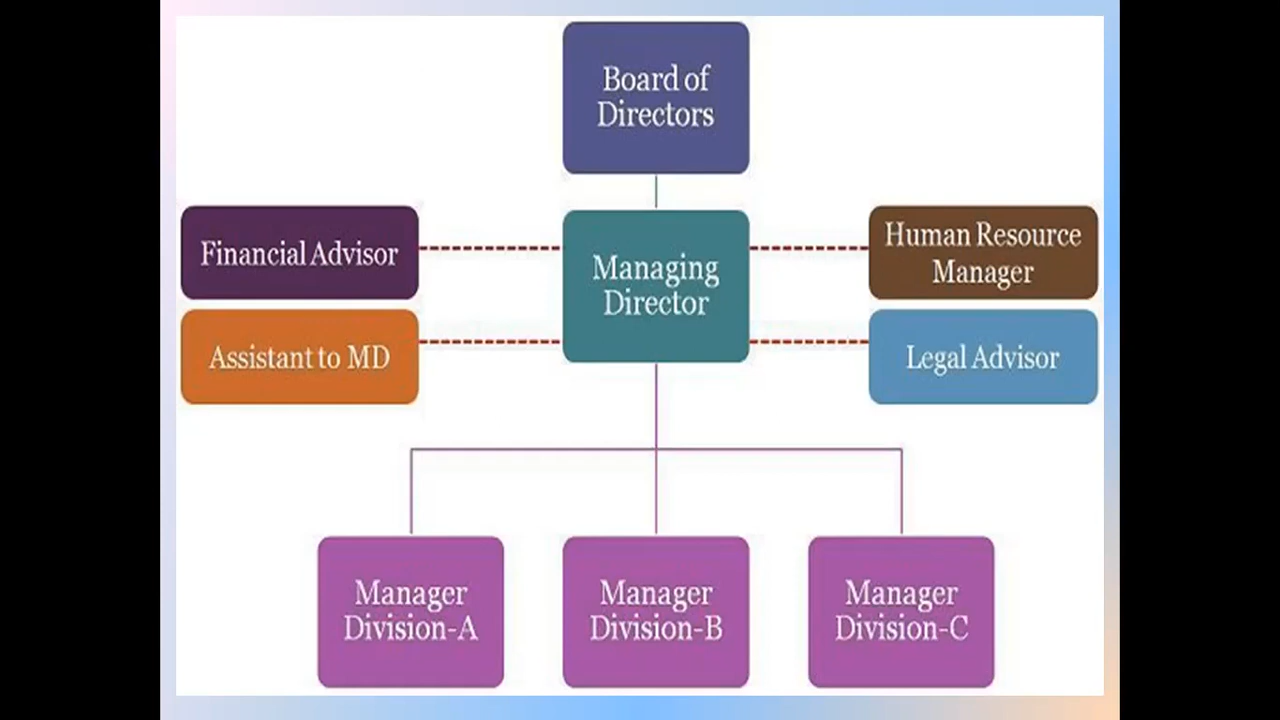 Board of
Directors
Financial Advisor
Managing
Director
Human Resource
Manager
Assistant to MD
Legal Advisor
Manager
Division-A
Manager
Division-B
Manager
Division-C